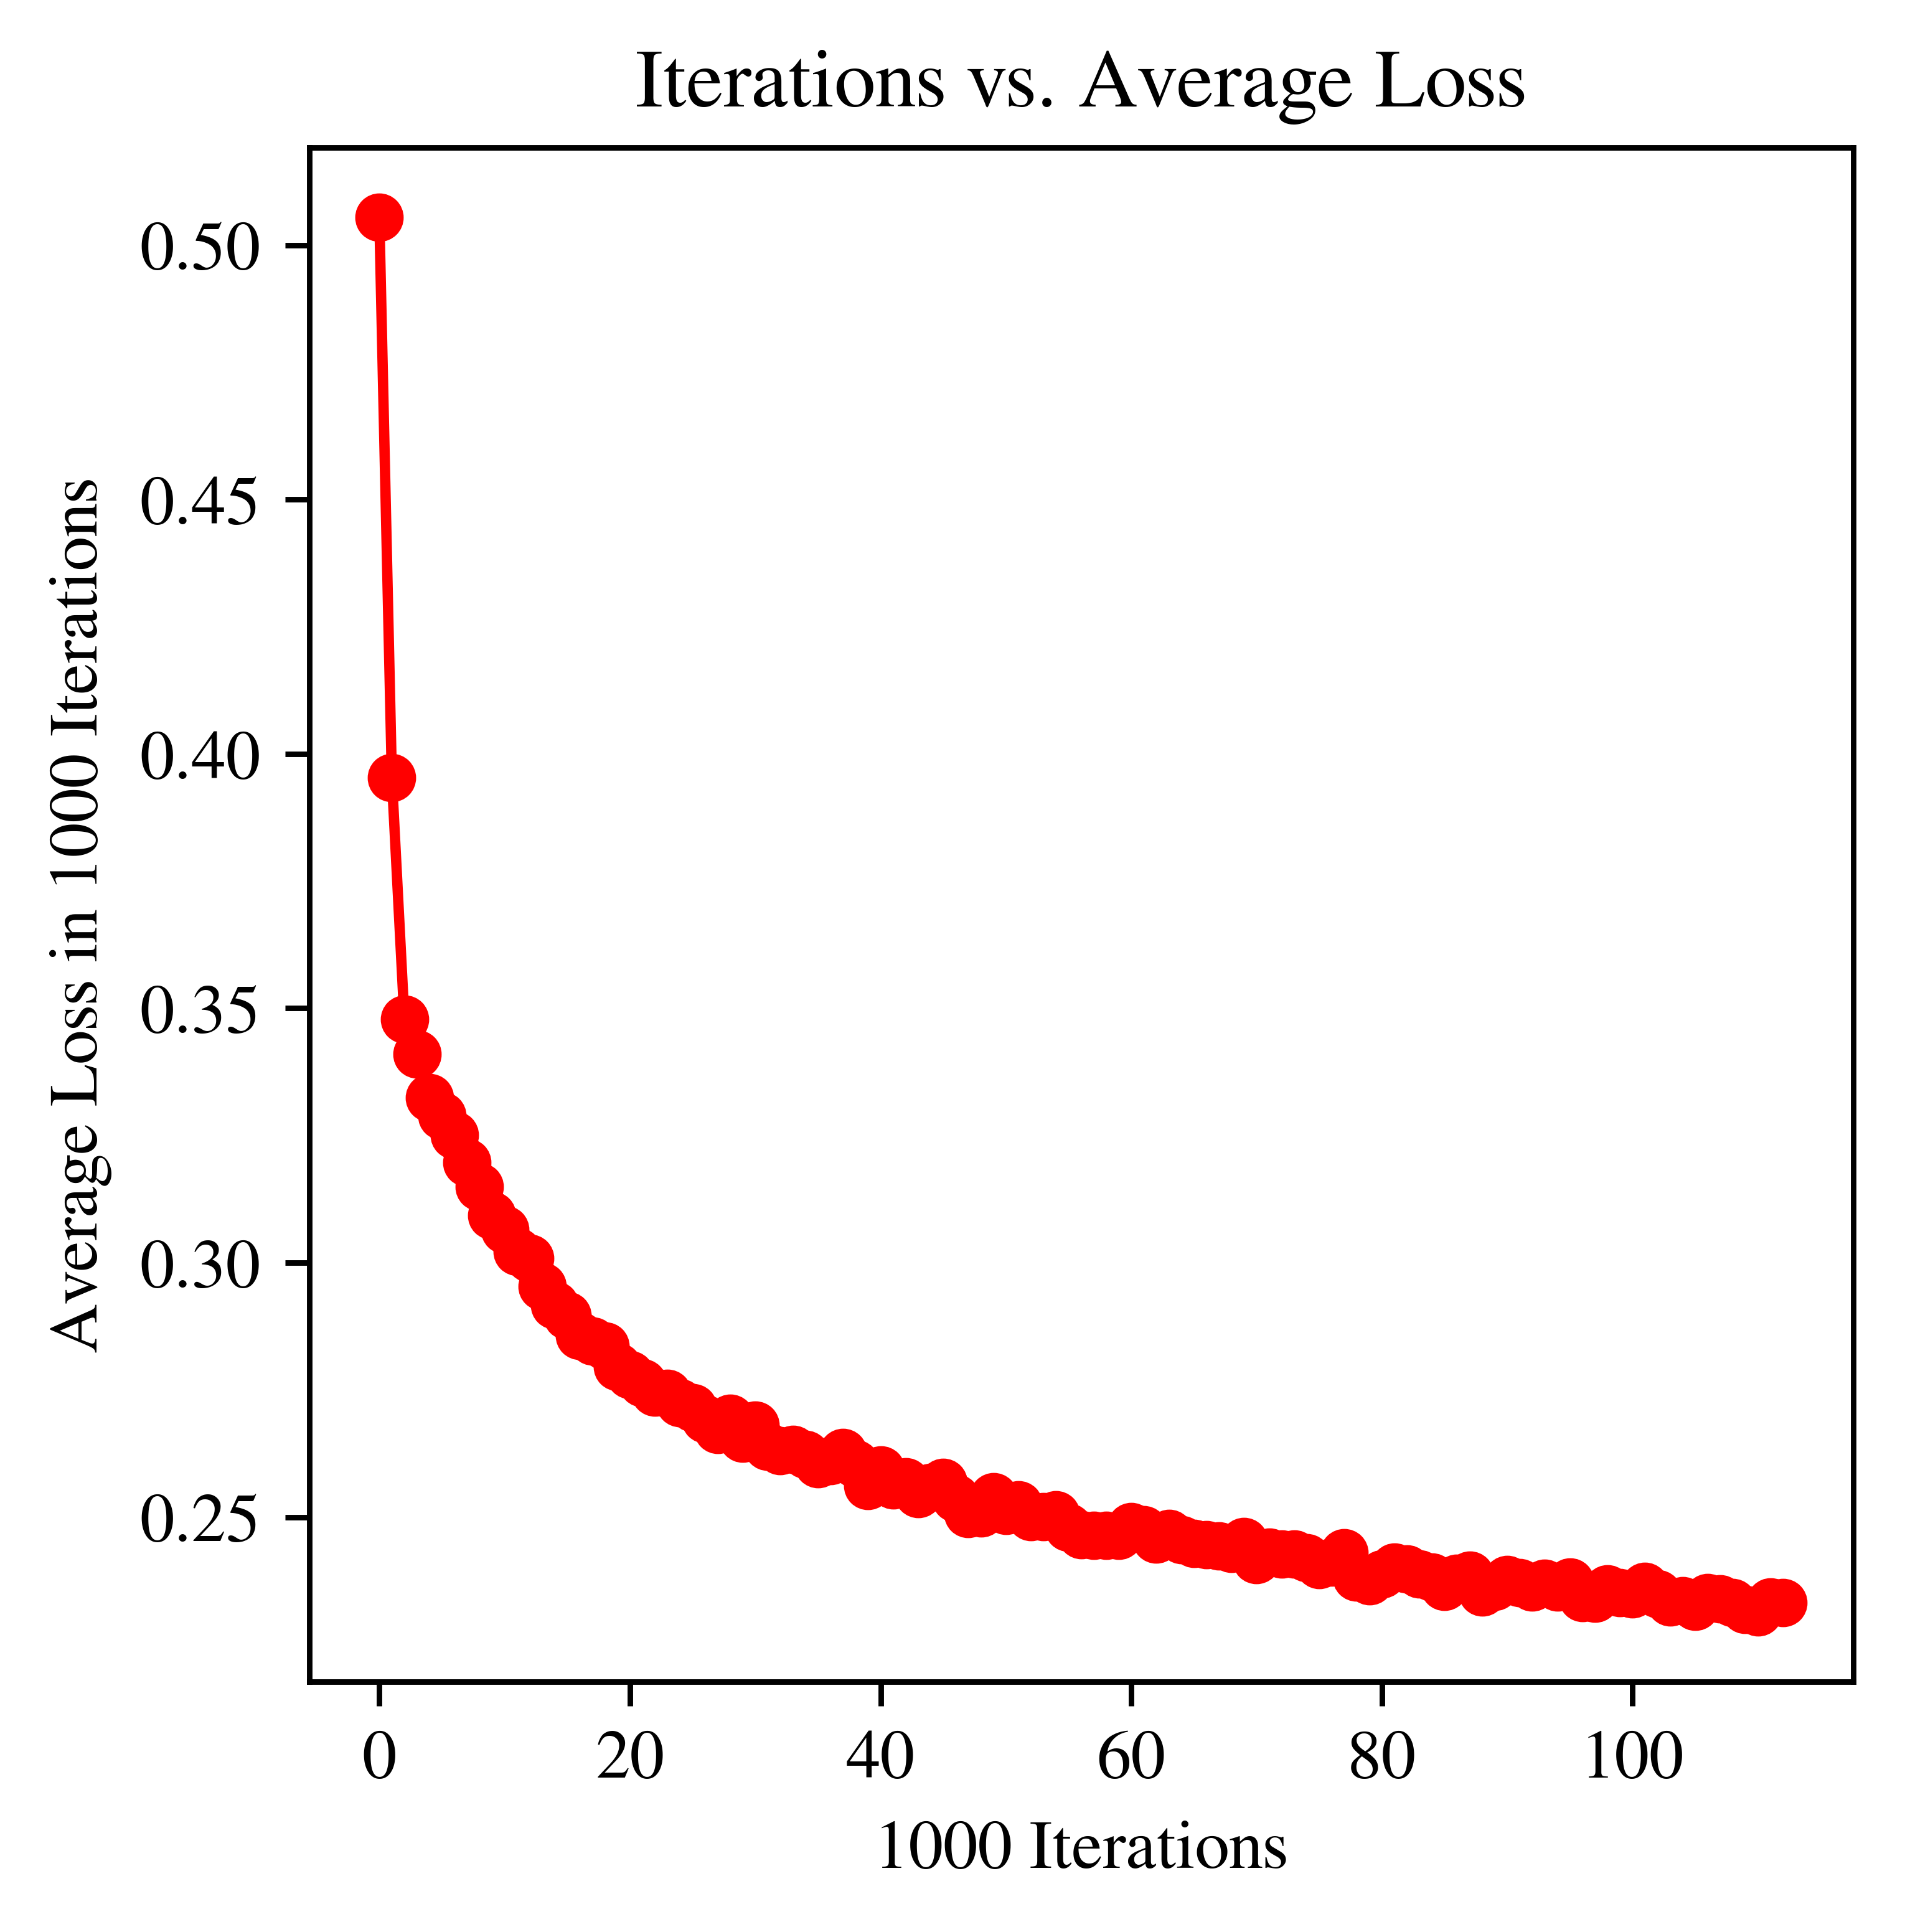 Iterations vs. Average Loss
Average Loss in 1000 Iterations
0.50
0.45
0.40
0.35
0.30
0.25
0 20 40 60 80 100
1000 Iterations